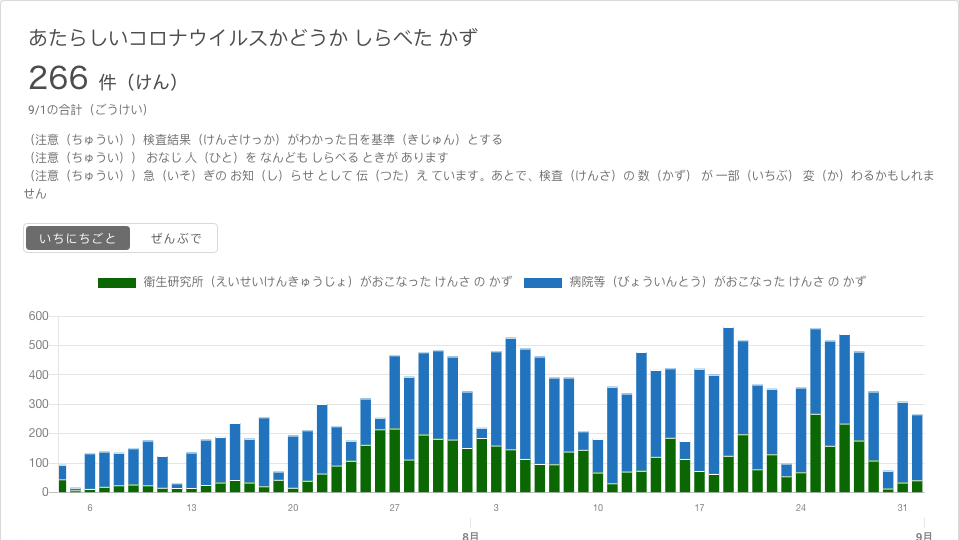 あたらしいコロナウイルスかどうか しらべた かず
266 件（けん）
9/1の合計（ごうけい）
（注意（ちゅうい））検査結果（けんさけっか）がわかった日を基準（きじゅん）とする
（注意（ちゅうい）） おなじ 人（ひと）を なんども しらべる ときが あります
（注意（ちゅうい））急（いそ）ぎの お知（し）らせ として 伝（つた）え ています。あとで、検査（けんさ）の 数（かず） が 一部（いちぶ） 変（か）わるかもしれま
せん
いちにちごと ぜんぶで
衛生研究所（えいせいけんきゅうじょ）がおこなった けんさ の かず 病院等（びょういんとう）がおこなった けんさ の かず
600
500
400
300
200
100
0
6 13 20 27 3 10 17 24 31
8月 9月